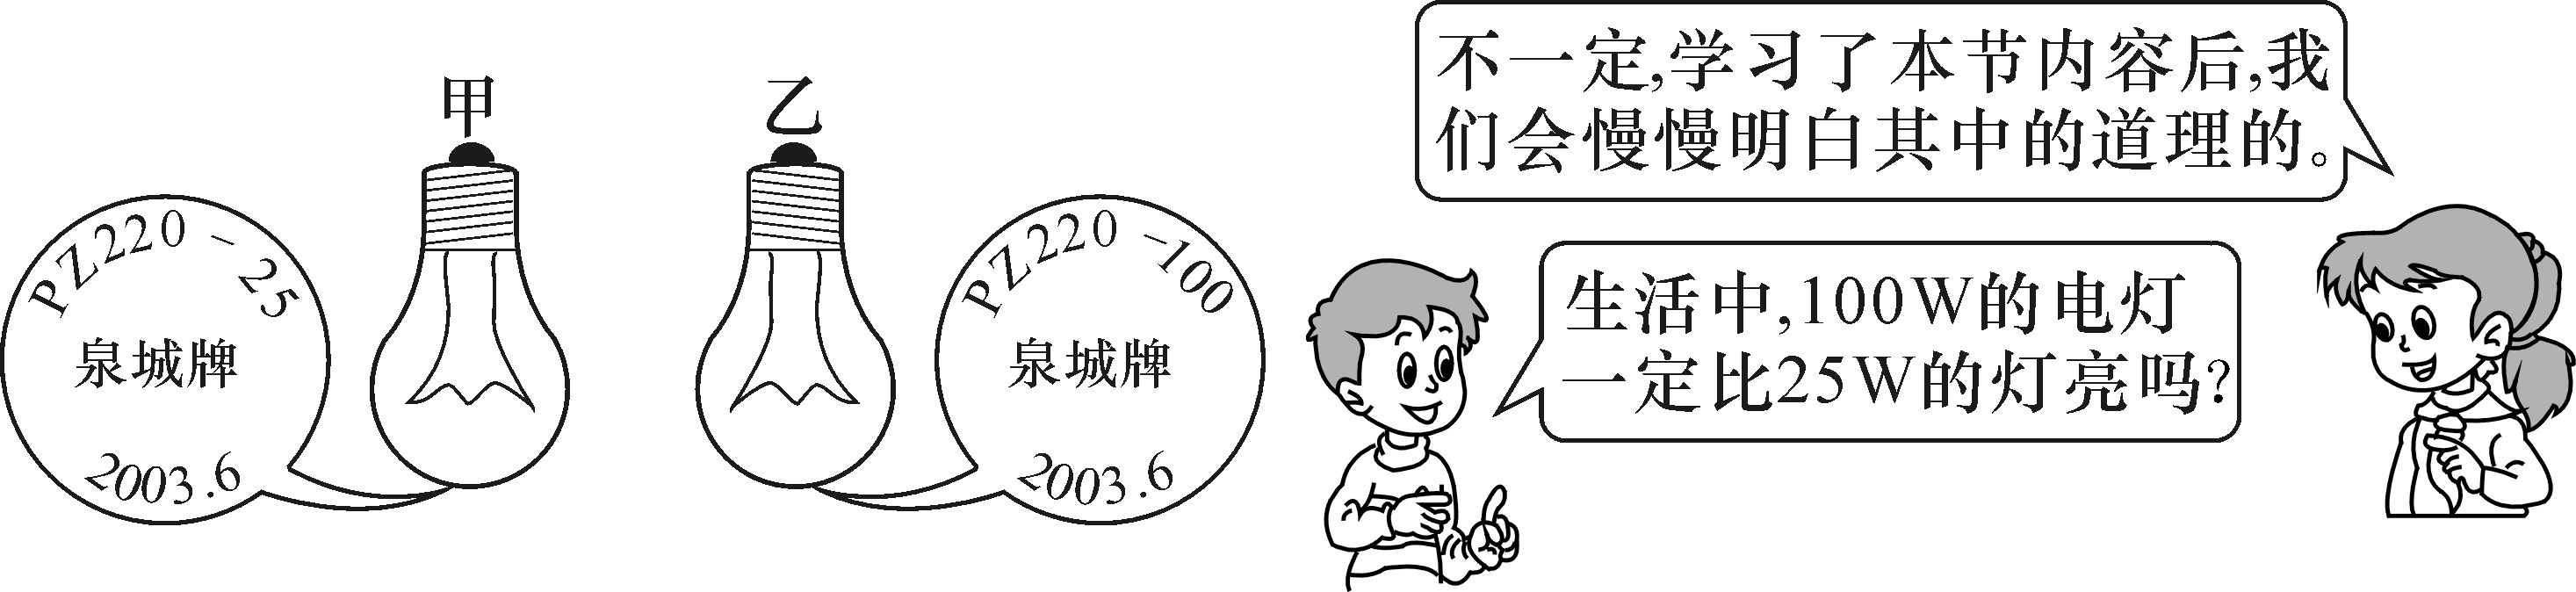 甲
PZ220-25
泉城牌
2003.6
乙
PZ220-100
泉城牌
2003.6
不一定,学习了本节内容后,我
们会慢慢明白其中的道理的。
生活中,100W的电灯
一定比25W的灯亮吗?